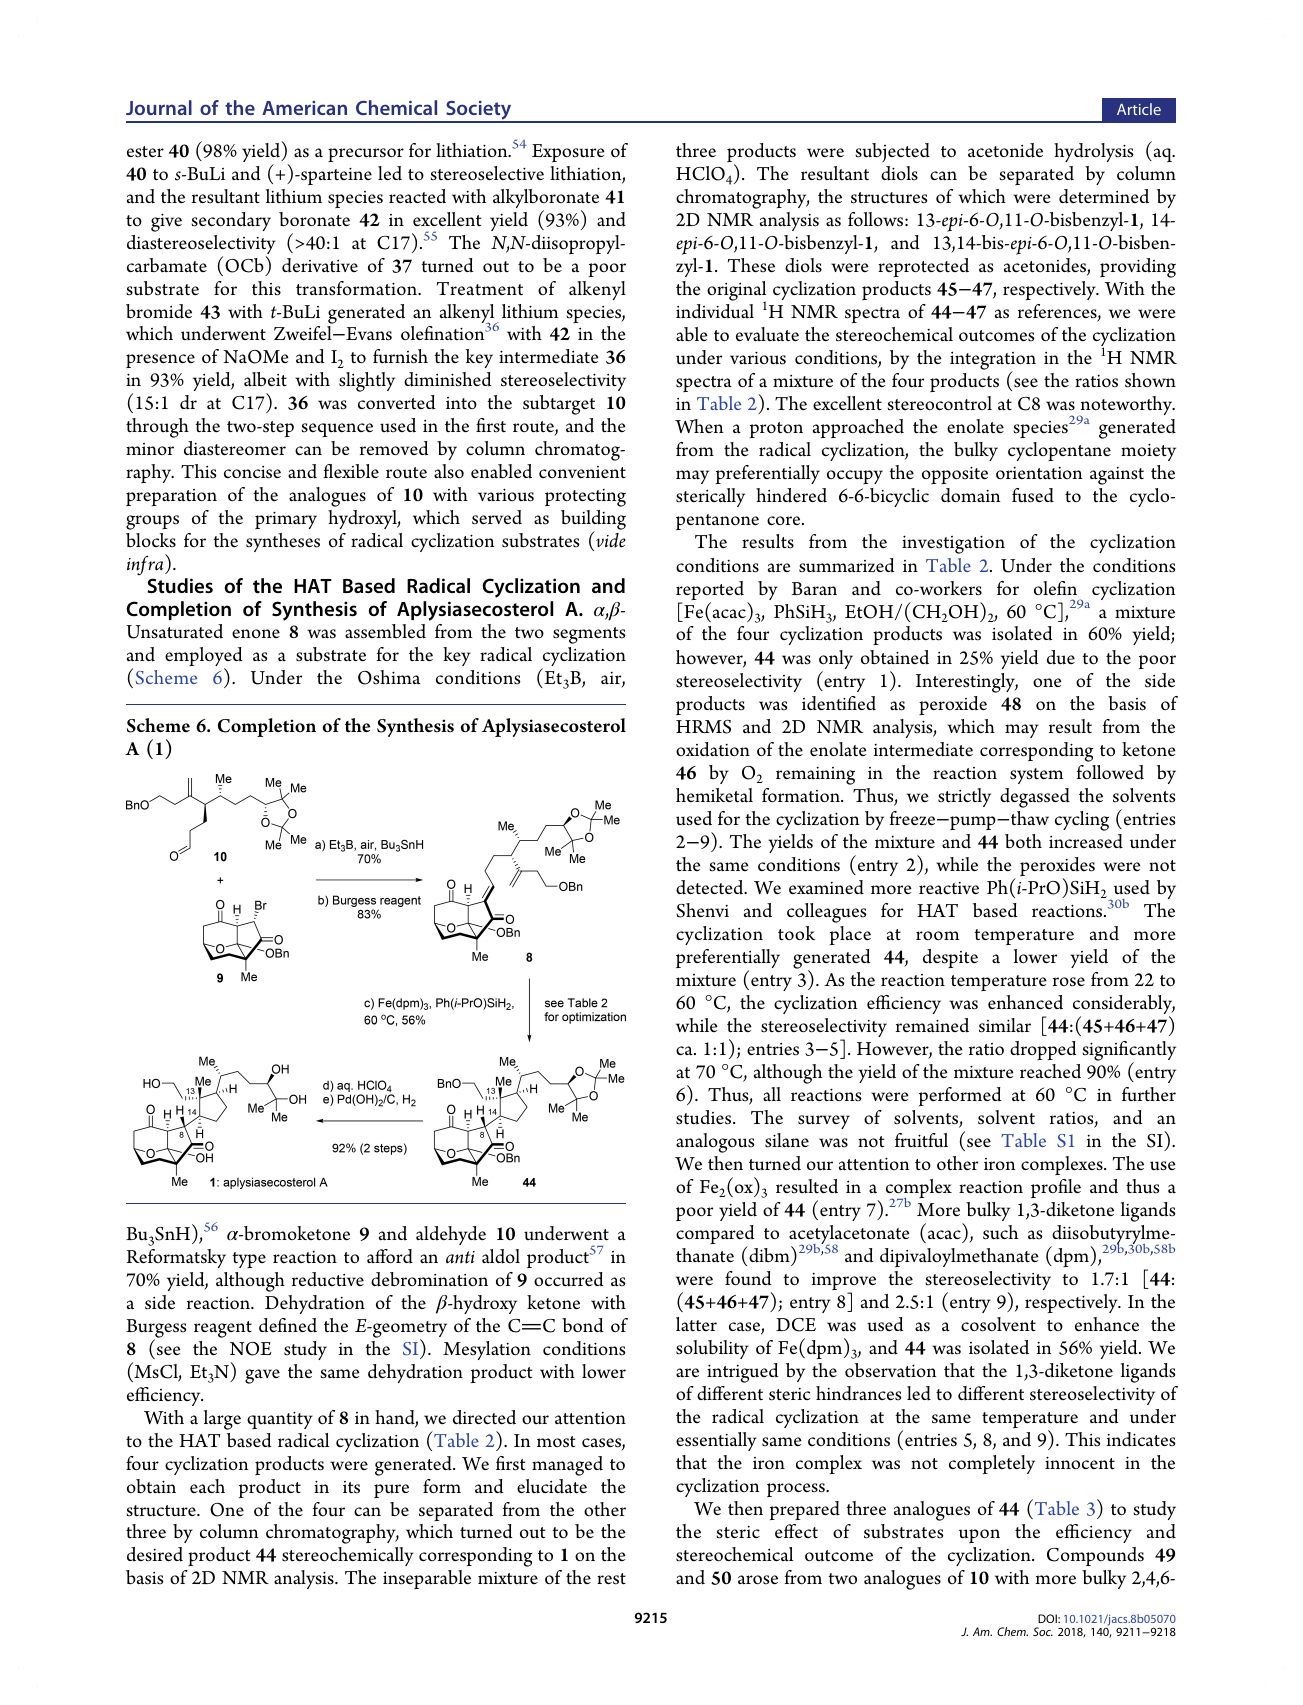 Journal of the American Chemical Society
Article
ester 40 (98% yield) as a precursor for lithiation.54 Exposure of
40 to s-BuLi and (+)-sparteine led to stereoselective lithiation,
and the resultant lithium species reacted with alkylboronate 41
to give secondary boronate 42 in excellent yield (93%) and
diastereoselectivity (>40:1 at C17).55 The N,N-diisopropyl-
carbamate (OCb) derivative of 37 turned out to be a poor
substrate for this transformation. Treatment of alkenyl
bromide 43 with t-BuLi generated an alkenyl lithium species,
which underwent Zweifel−Evans olefination36 with 42 in the
presence of NaOMe and I2 to furnish the key intermediate 36
in 93% yield, albeit with slightly diminished stereoselectivity
(15:1 dr at C17). 36 was converted into the subtarget 10
through the two-step sequence used in the first route, and the
minor diastereomer can be removed by column chromatog-
raphy. This concise and flexible route also enabled convenient
preparation of the analogues of 10 with various protecting
groups of the primary hydroxyl, which served as building
blocks for the syntheses of radical cyclization substrates (vide
infra).
Studies of the HAT Based Radical Cyclization and
Completion of Synthesis of Aplysiasecosterol A. α,β-
Unsaturated enone 8 was assembled from the two segments
and employed as a substrate for the key radical cyclization
(Scheme 6). Under the Oshima conditions (Et3B, air,
Scheme 6. Completion of the Synthesis of Aplysiasecosterol
A (1)
Me
Me
Me
BnO
O
O
Me
Me
O
10
+
O
H
Br
O
O
OBn
9
Me
a) Et3B, air, Bu3SnH
70%
b) Burgess reagent
83%
Me
O
Me
Me
O
Me
Me
OBn
O
H
O
O
OBn
Me
8
c) Fe(dpm)3, Ph(i-PrO)SiH2,
60 oC, 56%
see Table 2
for optimization
Me
OH
HO
Me
H
13
OH
Me
Me
O
H
H
14
8
H
O
O
OH
Me
1: aplysiasecosterol A
d) aq. HClO4
e) Pd(OH)2/C, H2
92% (2 steps)
Me
O
Me
Me
BnO
Me
H
13
O
Me
Me
O
H
H
14
8
H
O
O
OBn
Me
44
Bu3SnH),56 α-bromoketone 9 and aldehyde 10 underwent a
Reformatsky type reaction to afford an anti aldol product57 in
70% yield, although reductive debromination of 9 occurred as
a side reaction. Dehydration of the β-hydroxy ketone with
Burgess reagent defined the E-geometry of the C=C bond of
8 (see the NOE study in the SI). Mesylation conditions
(MsCl, Et3N) gave the same dehydration product with lower
efficiency.
With a large quantity of 8 in hand, we directed our attention
to the HAT based radical cyclization (Table 2). In most cases,
four cyclization products were generated. We first managed to
obtain each product in its pure form and elucidate the
structure. One of the four can be separated from the other
three by column chromatography, which turned out to be the
desired product 44 stereochemically corresponding to 1 on the
basis of 2D NMR analysis. The inseparable mixture of the rest
three products were subjected to acetonide hydrolysis (aq.
HClO4). The resultant diols can be separated by column
chromatography, the structures of which were determined by
2D NMR analysis as follows: 13-epi-6-O,11-O-bisbenzyl-1, 14-
epi-6-O,11-O-bisbenzyl-1, and 13,14-bis-epi-6-O,11-O-bisben-
zyl-1. These diols were reprotected as acetonides, providing
the original cyclization products 45−47, respectively. With the
individual 1H NMR spectra of 44−47 as references, we were
able to evaluate the stereochemical outcomes of the cyclization
under various conditions, by the integration in the 1H NMR
spectra of a mixture of the four products (see the ratios shown
in Table 2). The excellent stereocontrol at C8 was noteworthy.
When a proton approached the enolate species29a generated
from the radical cyclization, the bulky cyclopentane moiety
may preferentially occupy the opposite orientation against the
sterically hindered 6-6-bicyclic domain fused to the cyclo-
pentanone core.
The results from the investigation of the cyclization
conditions are summarized in Table 2. Under the conditions
reported by Baran and co-workers for olefin cyclization
[Fe(acac)3, PhSiH3, EtOH/(CH2OH)2, 60 °C],29a a mixture
of the four cyclization products was isolated in 60% yield;
however, 44 was only obtained in 25% yield due to the poor
stereoselectivity (entry 1). Interestingly, one of the side
products was identified as peroxide 48 on the basis of
HRMS and 2D NMR analysis, which may result from the
oxidation of the enolate intermediate corresponding to ketone
46 by O2 remaining in the reaction system followed by
hemiketal formation. Thus, we strictly degassed the solvents
used for the cyclization by freeze−pump−thaw cycling (entries
2−9). The yields of the mixture and 44 both increased under
the same conditions (entry 2), while the peroxides were not
detected. We examined more reactive Ph(i-PrO)SiH2 used by
Shenvi and colleagues for HAT based reactions.30b The
cyclization took place at room temperature and more
preferentially generated 44, despite a lower yield of the
mixture (entry 3). As the reaction temperature rose from 22 to
60 °C, the cyclization efficiency was enhanced considerably,
while the stereoselectivity remained similar [44:(45+46+47)
ca. 1:1); entries 3−5]. However, the ratio dropped significantly
at 70 °C, although the yield of the mixture reached 90% (entry
6). Thus, all reactions were performed at 60 °C in further
studies. The survey of solvents, solvent ratios, and an
analogous silane was not fruitful (see Table S1 in the SI).
We then turned our attention to other iron complexes. The use
of Fe2(ox)3 resulted in a complex reaction profile and thus a
poor yield of 44 (entry 7).27b More bulky 1,3-diketone ligands
compared to acetylacetonate (acac), such as diisobutyrylme-
thanate (dibm)29b,58 and dipivaloylmethanate (dpm),29b,30b,58b
were found to improve the stereoselectivity to 1.7:1 [44:
(45+46+47); entry 8] and 2.5:1 (entry 9), respectively. In the
latter case, DCE was used as a cosolvent to enhance the
solubility of Fe(dpm)3, and 44 was isolated in 56% yield. We
are intrigued by the observation that the 1,3-diketone ligands
of different steric hindrances led to different stereoselectivity of
the radical cyclization at the same temperature and under
essentially same conditions (entries 5, 8, and 9). This indicates
that the iron complex was not completely innocent in the
cyclization process.
We then prepared three analogues of 44 (Table 3) to study
the steric effect of substrates upon the efficiency and
stereochemical outcome of the cyclization. Compounds 49
and 50 arose from two analogues of 10 with more bulky 2,4,6-
9215
DOI: 10.1021/jacs.8b05070
J. Am. Chem. Soc. 2018, 140, 9211−9218